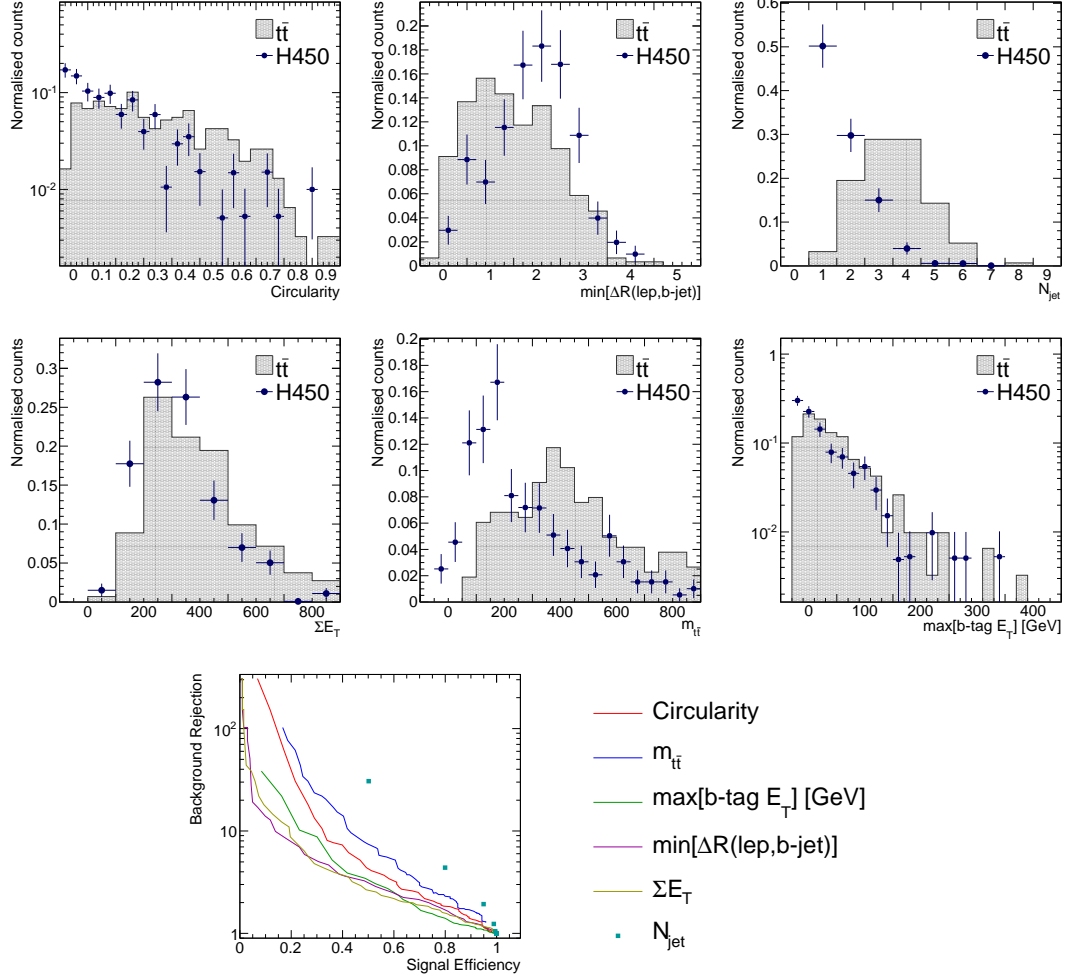 Normalised counts
tt̄
H450
10⁻¹
10⁻²
0 0.1 0.2 0.3 0.4 0.5 0.6 0.7 0.8 0.9
Circularity
Normalised counts
tt̄
H450
0.2
0.18
0.16
0.14
0.12
0.1
0.08
0.06
0.04
0.02
0 1 2 3 4 5
min[ΔR(lep,b-jet)]
Normalised counts
tt̄
H450
0.6
0.5
0.4
0.3
0.2
0.1
0
0 1 2 3 4 5 6 7 8 9
N_jet
Normalised counts
tt̄
H450
0.3
0.25
0.2
0.15
0.1
0.05
0
200 400 600 800
ΣE_T
Normalised counts
tt̄
H450
0.2
0.18
0.16
0.14
0.12
0.1
0.08
0.06
0.04
0.02
0
0 200 400 600 800
m_tt̄
Normalised counts
tt̄
H450
1
10⁻¹
10⁻²
0 100 200 300 400
max[b-tag E_T] [GeV]
Background Rejection
10²
10
1
0 0.2 0.4 0.6 0.8 1
Signal Efficiency
Circularity
m_tt̄
max[b-tag E_T] [GeV]
min[ΔR(lep,b-jet)]
ΣE_T
N_jet